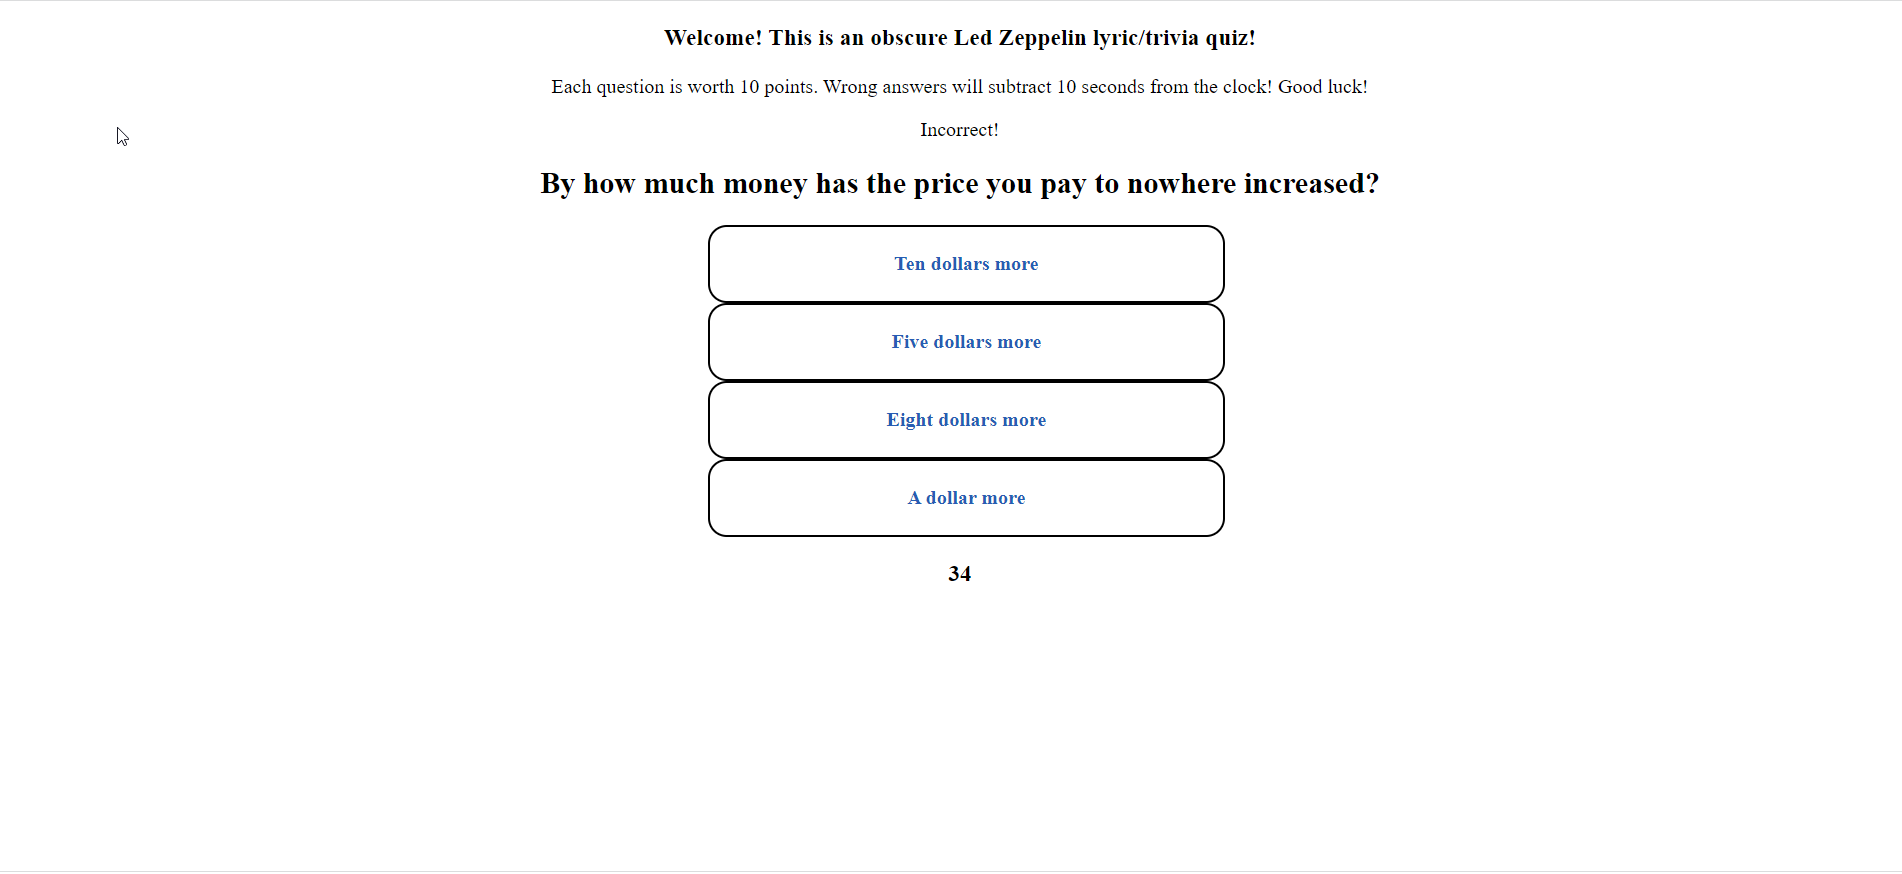 Welcome! This is an obscure Led Zeppelin lyric/trivia quiz!
Each question is worth 10 points. Wrong answers will subtract 10 seconds from the clock! Good luck!
Incorrect!
By how much money has the price you pay to nowhere increased?
Ten dollars more
Five dollars more
Eight dollars more
A dollar more
34